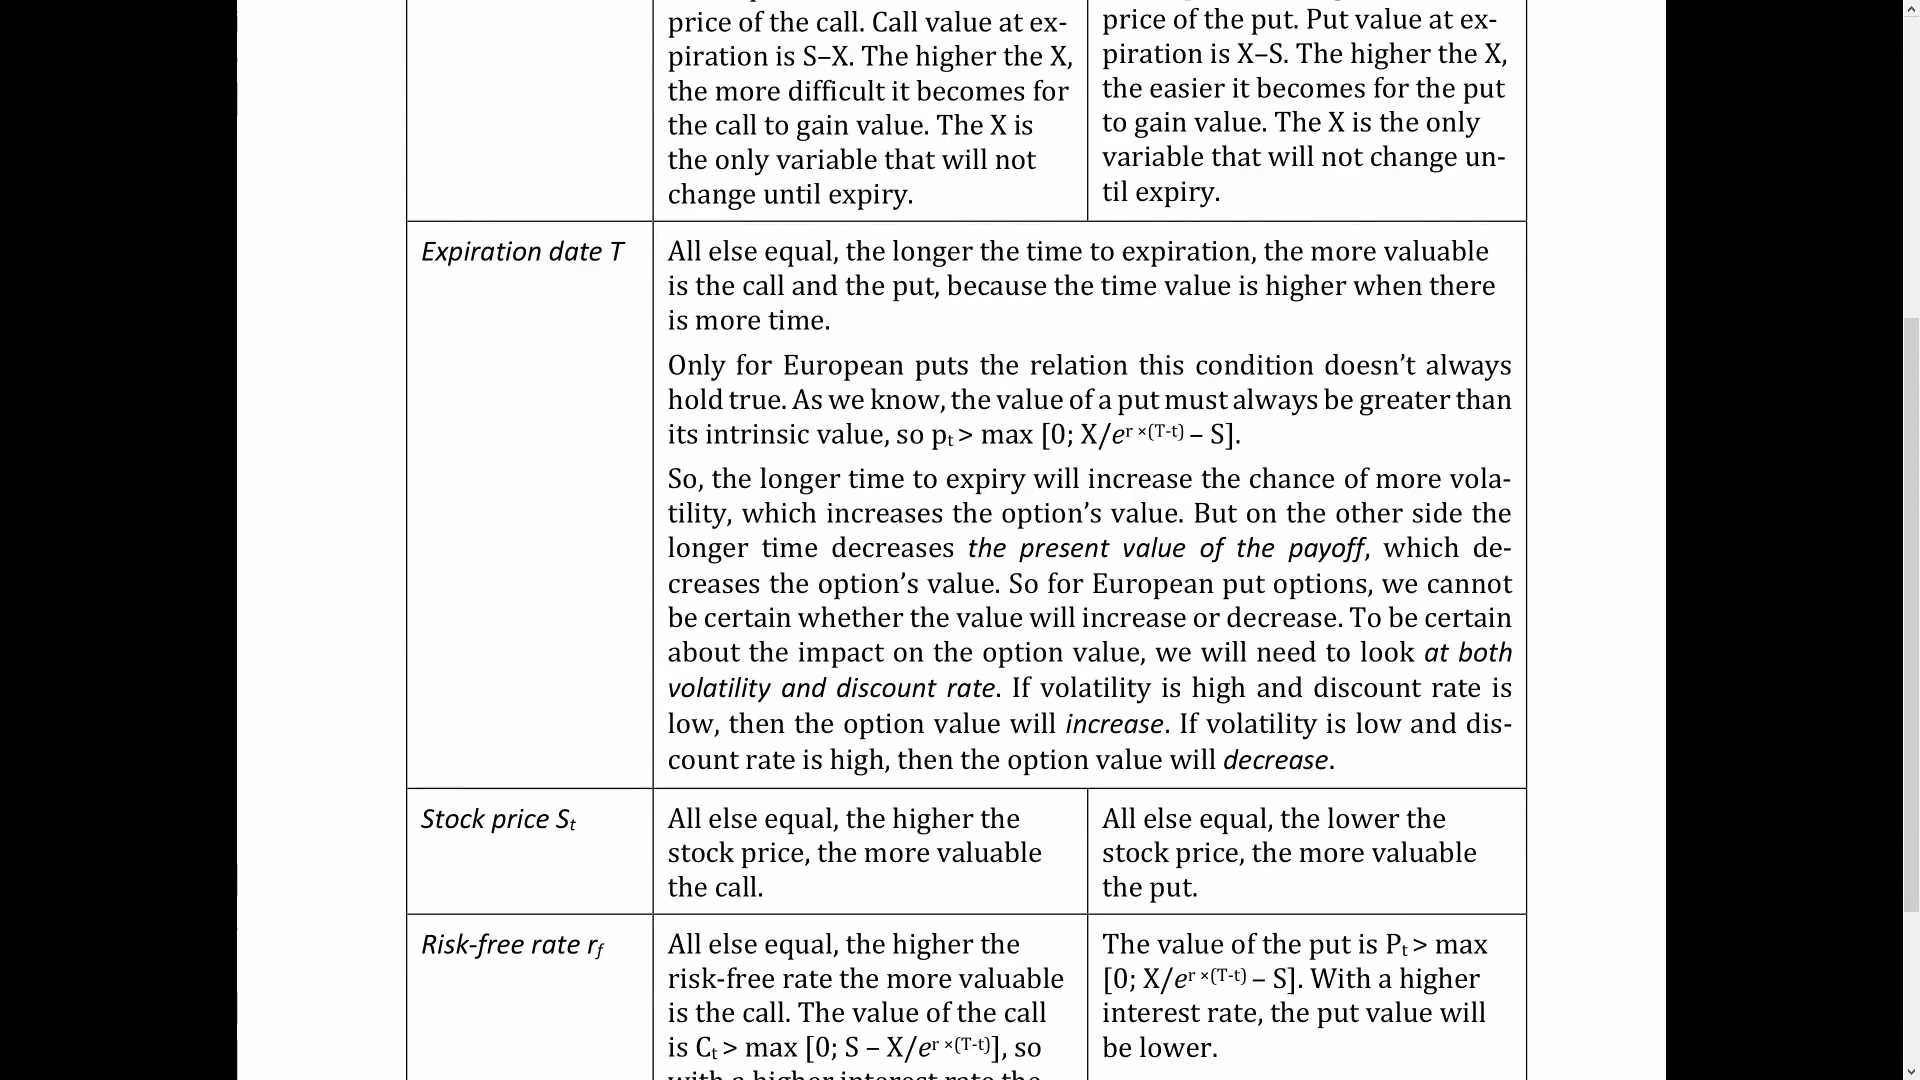 price of the call. Call value at ex-
piration is S–X. The higher the X,
the more difficult it becomes for
the call to gain value. The X is
the only variable that will not
change until expiry.
price of the put. Put value at ex-
piration is X–S. The higher the X,
the easier it becomes for the put
to gain value. The X is the only
variable that will not change un-
til expiry.
Expiration date T
All else equal, the longer the time to expiration, the more valuable
is the call and the put, because the time value is higher when there
is more time.
Only for European puts the relation this condition doesn’t always
hold true. As we know, the value of a put must always be greater than
its intrinsic value, so pt > max [0; X/er ×(T-t) – S].
So, the longer time to expiry will increase the chance of more vola-
tility, which increases the option’s value. But on the other side the
longer time decreases the present value of the payoff, which de-
creases the option’s value. So for European put options, we cannot
be certain whether the value will increase or decrease. To be certain
about the impact on the option value, we will need to look at both
volatility and discount rate. If volatility is high and discount rate is
low, then the option value will increase. If volatility is low and dis-
count rate is high, then the option value will decrease.
Stock price St
All else equal, the higher the
stock price, the more valuable
the call.
All else equal, the lower the
stock price, the more valuable
the put.
Risk-free rate rf
All else equal, the higher the
risk-free rate the more valuable
is the call. The value of the call
is Ct > max [0; S – X/er ×(T-t)], so
with a higher interest rate the
The value of the put is Pt > max
[0; X/er ×(T-t) – S]. With a higher
interest rate, the put value will
be lower.